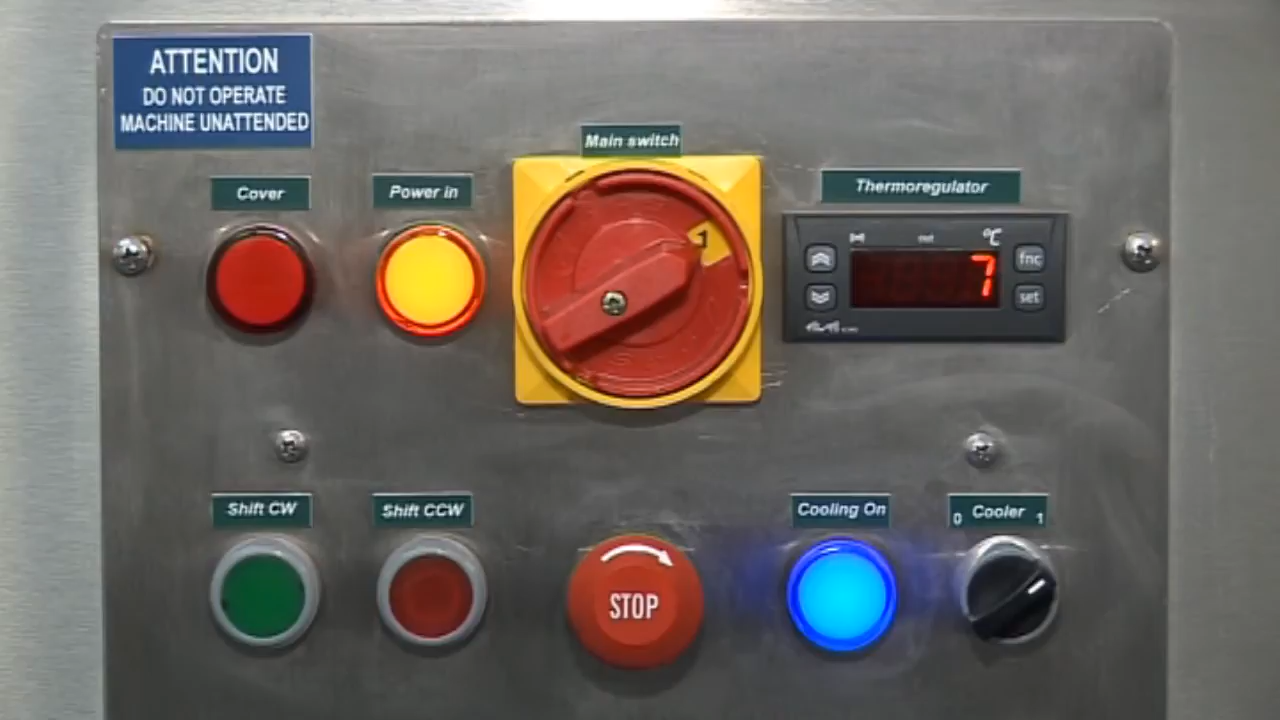 ATTENTION
DO NOT OPERATE
MACHINE UNATTENDED
Main switch
Cover
Power in
Thermoregulator
1
out
°C
fnc
7
set
Shift CW
Shift CCW
Cooling On
0 Cooler 1
STOP